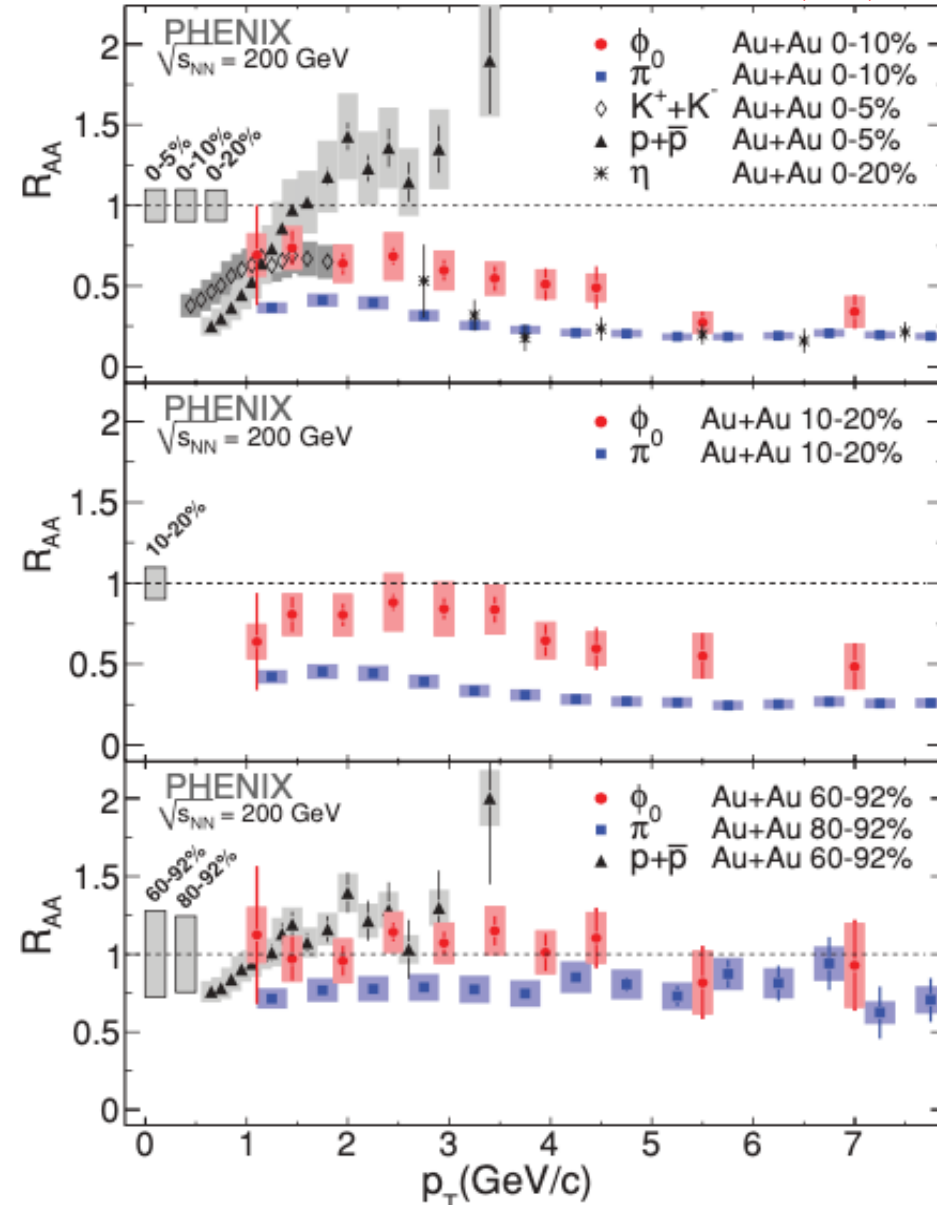 PHENIX
√sNN = 200 GeV
ϕ Au+Au 0-10%
π0 Au+Au 0-10%
K+ + K- Au+Au 0-5%
p+p̅ Au+Au 0-5%
η Au+Au 0-20%
0-5%
0-10%
0-20%
RAA
2
1.5
1
0.5
0
PHENIX
√sNN = 200 GeV
ϕ Au+Au 10-20%
π0 Au+Au 10-20%
10-20%
RAA
2
1.5
1
0.5
0
PHENIX
√sNN = 200 GeV
ϕ Au+Au 60-92%
π0 Au+Au 80-92%
p+p̅ Au+Au 60-92%
60-92%
80-92%
RAA
2
1.5
1
0.5
0
0 1 2 3 4 5 6 7
pT(GeV/c)